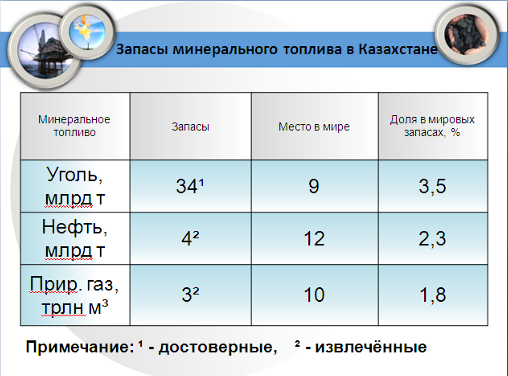 Запасы минерального топлива в Казахстане
Минеральное
топливо
Запасы
Место в мире
Доля в мировых
запасах, %
Уголь,
млрд т
34¹
9
3,5
Нефть,
млрд т
4²
12
2,3
Прир. газ,
трлн м³
3²
10
1,8
Примечание: ¹ - достоверные, ² - извлечённые